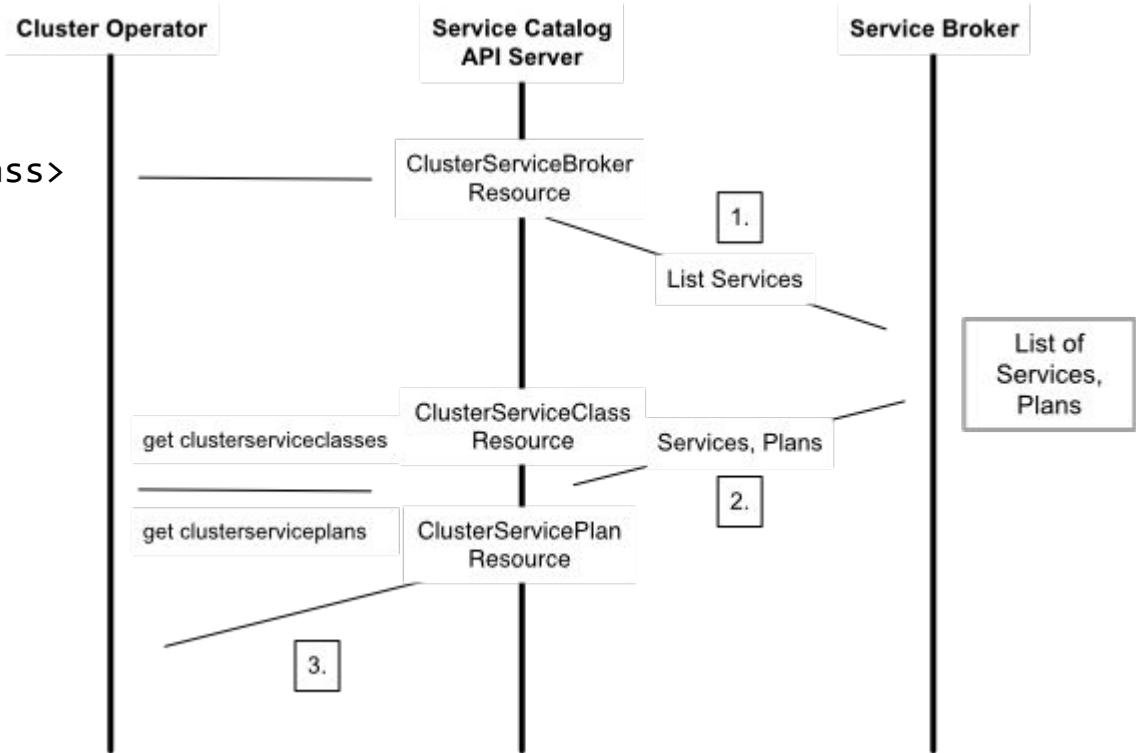 Cluster Operator
Service Catalog
API Server
Service Broker
ass>
ClusterServiceBroker
Resource
1.
List Services
List of
Services,
Plans
ClusterServiceClass
Resource
get clusterserviceclasses
Services, Plans
2.
get clusterserviceplans
ClusterServicePlan
Resource
3.